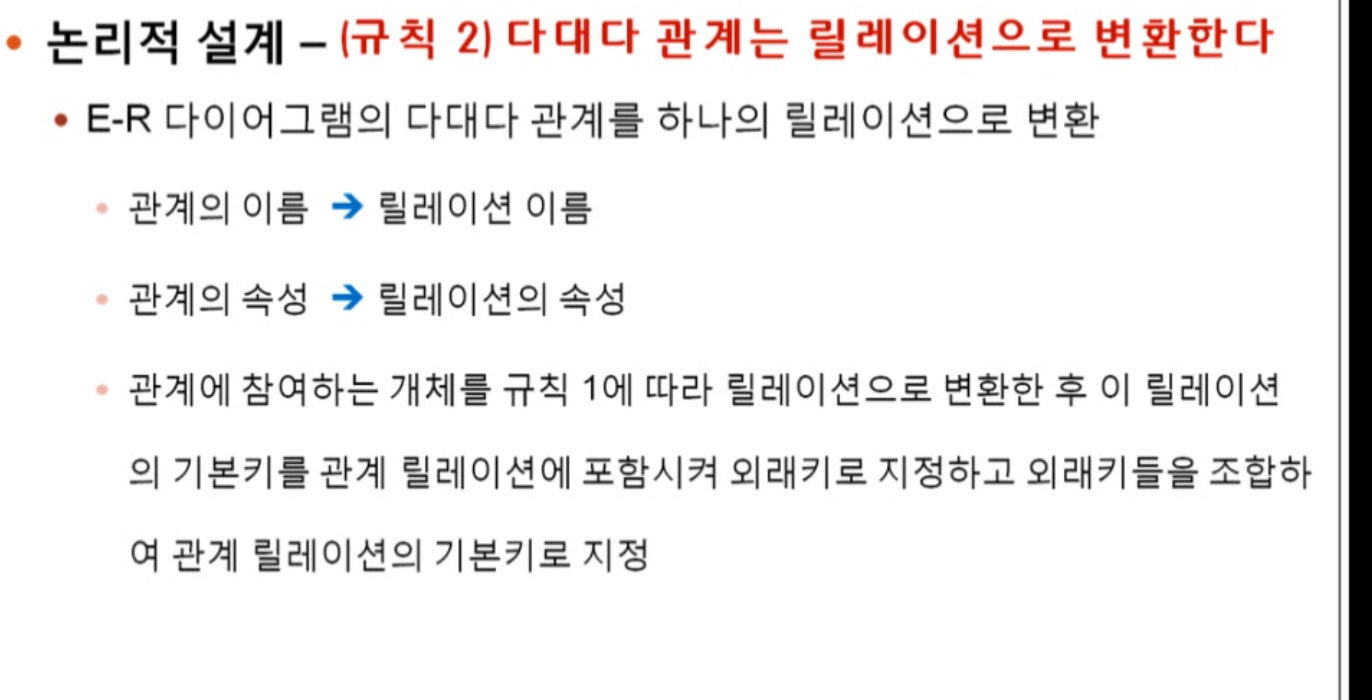 • 논리적 설계 – (규칙 2) 다대다 관계는 릴레이션으로 변환한다
• E-R 다이어그램의 다대다 관계를 하나의 릴레이션으로 변환
• 관계의 이름 ➔ 릴레이션 이름
• 관계의 속성 ➔ 릴레이션의 속성
• 관계에 참여하는 개체를 규칙 1에 따라 릴레이션으로 변환한 후 이 릴레이션
의 기본키를 관계 릴레이션에 포함시켜 외래키로 지정하고 외래키들을 조합하
여 관계 릴레이션의 기본키로 지정